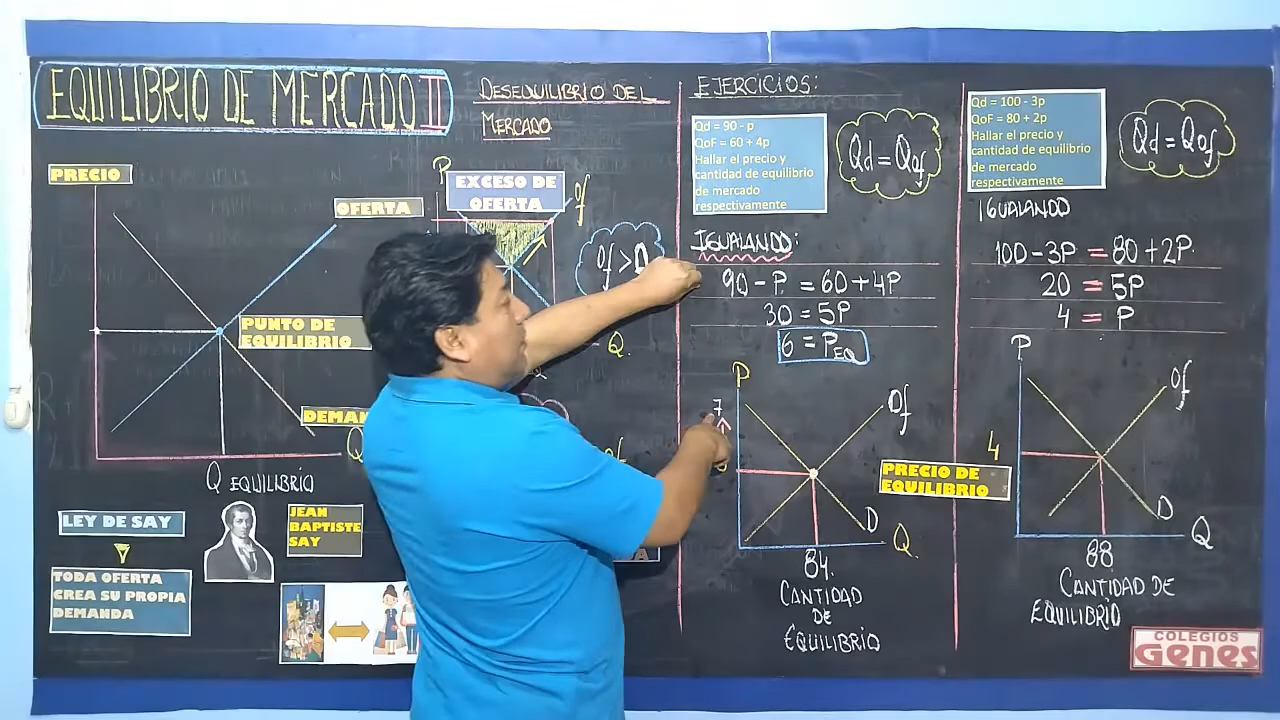 EQUILIBRIO DE MERCADO II
PRECIO
OFERTA
PUNTO DE
EQUILIBRIO
Q
Q EQUILIBRIO
LEY DE SAY
TODA OFERTA
CREA SU PROPIA
DEMANDA
JEAN
BAPTISTE
SAY
DESEQUILIBRIO DEL
MERCADO
P
EXCESO DE
OFERTA
Of
Of > D
Q
EJERCICIOS:
Qd = 90 - p
QoF = 60 + 4p
Hallar el precio y
cantidad de equilibrio
de mercado
respectivamente
Qd = Qof
IGUALANDO:
90 - P = 60 + 4P
30 = 5P
6 = PEQ
P
7
Of
D
Q
84
CANTIDAD
DE
EQUILIBRIO
Qd = 100 - 3p
QoF = 80 + 2p
Hallar el precio y
cantidad de equilibrio
de mercado
respectivamente
Qd = Qof
IGUALANDO
100 - 3P = 80 + 2P
20 = 5P
4 = P
P
Of
4
PRECIO DE
EQUILIBRIO
D
Q
88
CANTIDAD DE
EQUILIBRIO
COLEGIOS
Genes